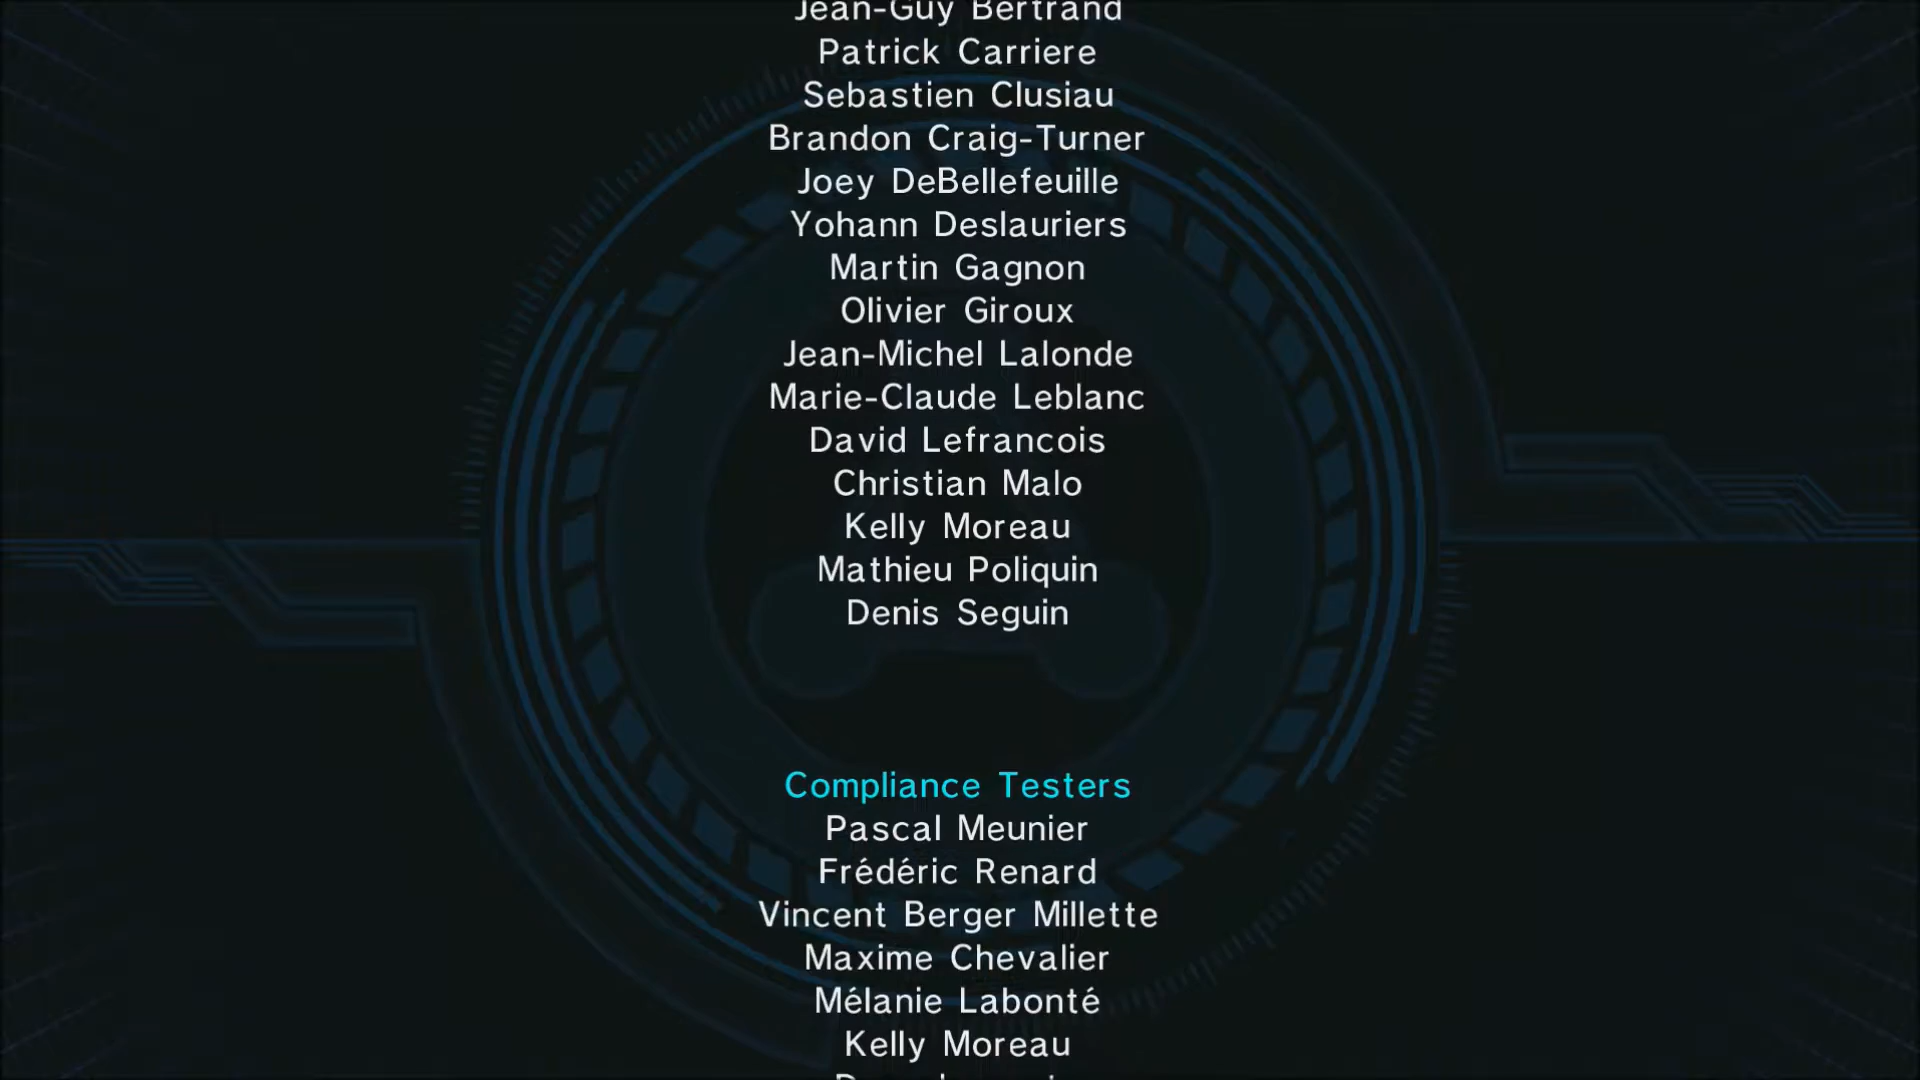 Jean-Guy Bertrand
Patrick Carriere
Sebastien Clusiau
Brandon Craig-Turner
Joey DeBellefeuille
Yohann Deslauriers
Martin Gagnon
Olivier Giroux
Jean-Michel Lalonde
Marie-Claude Leblanc
David Lefrancois
Christian Malo
Kelly Moreau
Mathieu Poliquin
Denis Seguin
Compliance Testers
Pascal Meunier
Frédéric Renard
Vincent Berger Millette
Maxime Chevalier
Mélanie Labonté
Kelly Moreau